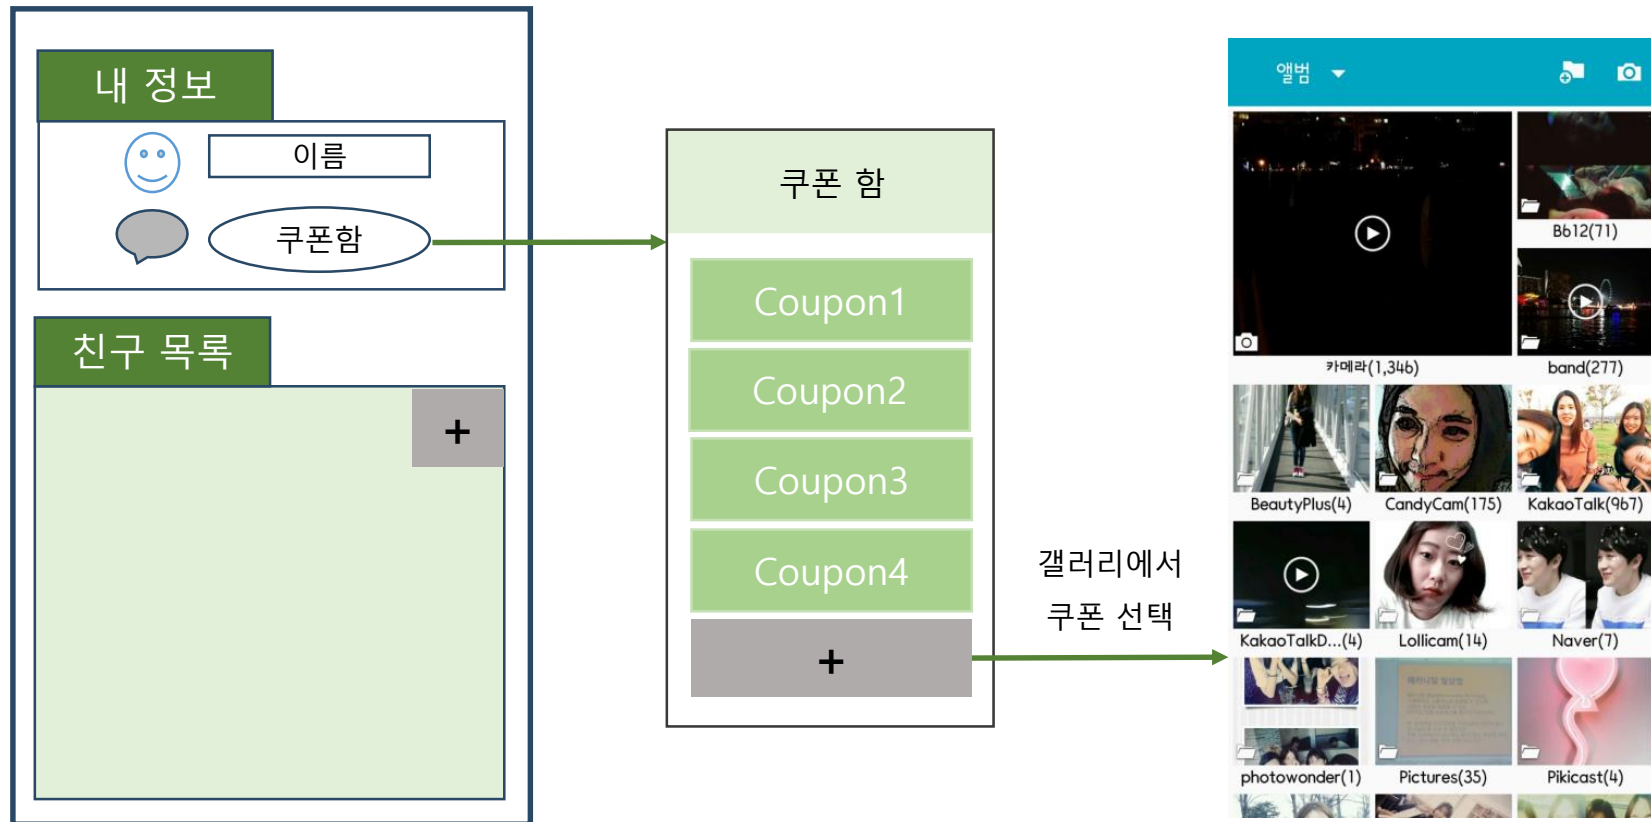 내 정보
이름
쿠폰함
친구 목록
+
쿠폰 함
Coupon1
Coupon2
Coupon3
Coupon4
+
갤러리에서
쿠폰 선택
앨범
B612(71)
카메라(1,346)
band(277)
BeautyPlus(4)
CandyCam(175)
KakaoTalk(967)
KakaoTalkD...(4)
Lollicam(14)
Naver(7)
photowonder(1)
Pictures(35)
Pikicast(4)